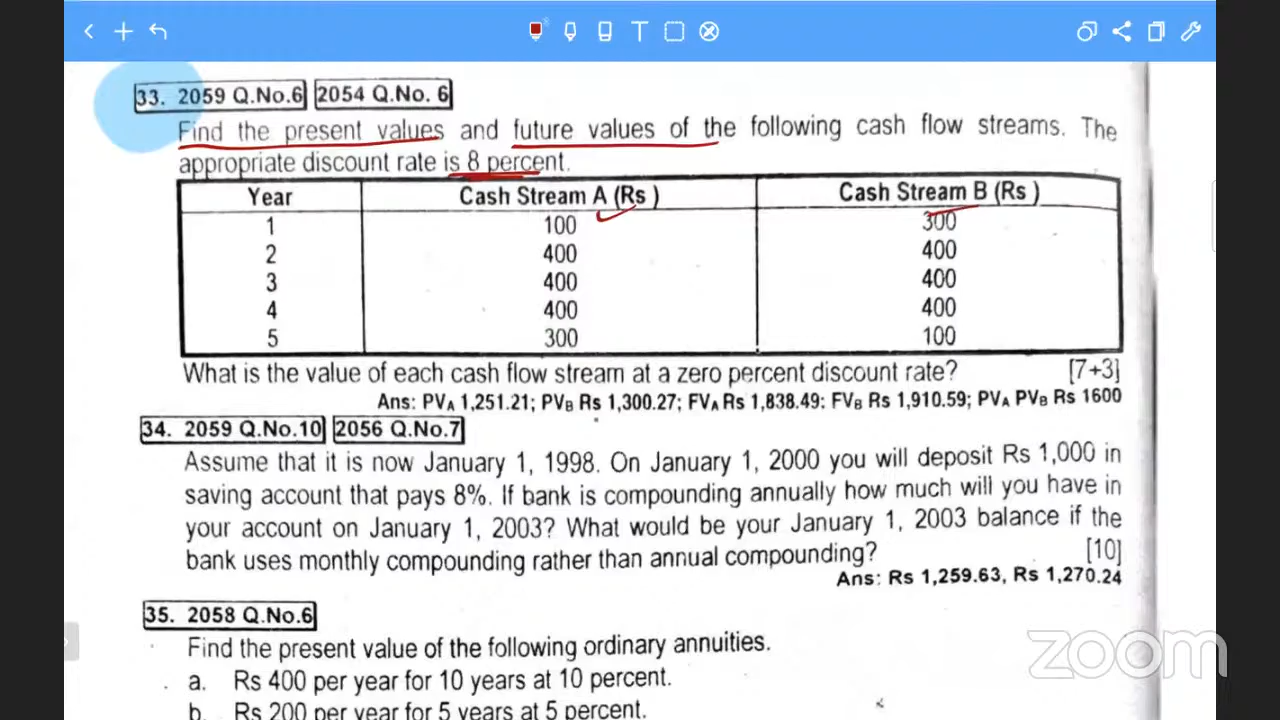 33. 2059 Q.No.6 2054 Q.No. 6
Find the present values and future values of the following cash flow streams. The
appropriate discount rate is 8 percent.
Year Cash Stream A (Rs ) Cash Stream B (Rs )
1 100 300
2 400 400
3 400 400
4 400 400
5 300 100
What is the value of each cash flow stream at a zero percent discount rate? [7+3]
Ans: PVA 1,251.21; PVB Rs 1,300.27; FVA Rs 1,838.49: FVB Rs 1,910.59; PVA PVB Rs 1600
34. 2059 Q.No.10 2056 Q.No.7
Assume that it is now January 1, 1998. On January 1, 2000 you will deposit Rs 1,000 in
saving account that pays 8%. If bank is compounding annually how much will you have in
your account on January 1, 2003? What would be your January 1, 2003 balance if the
bank uses monthly compounding rather than annual compounding? [10]
Ans: Rs 1,259.63, Rs 1,270.24
35. 2058 Q.No.6
Find the present value of the following ordinary annuities.
a. Rs 400 per year for 10 years at 10 percent.
b. Rs 200 per year for 5 years at 5 percent.
zoom